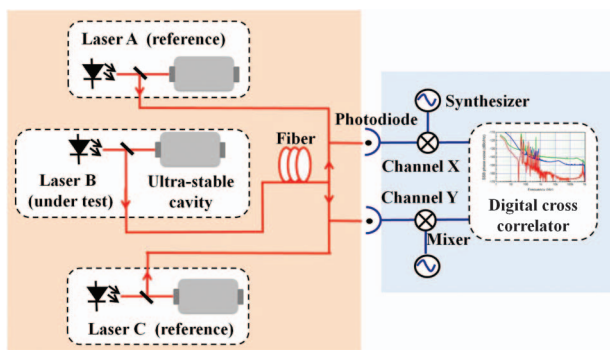 Laser A (reference)
Laser B
(under test)
Ultra-stable
cavity
Fiber
Laser C (reference)
Photodiode
Synthesizer
Channel X
Channel Y
Mixer
Digital cross
correlator